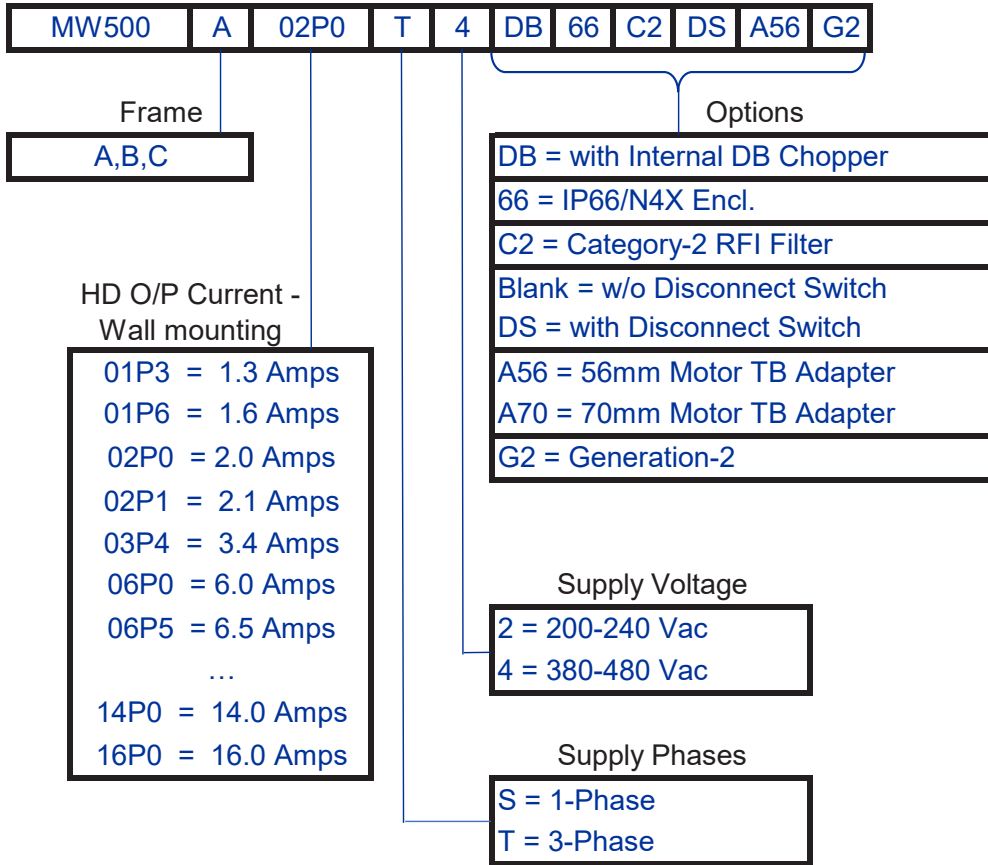 MW500 A 02P0 T 4 DB 66 C2 DS A56 G2
Frame
A,B,C
Options
DB = with Internal DB Chopper
66 = IP66/N4X Encl.
C2 = Category-2 RFI Filter
Blank = w/o Disconnect Switch
DS = with Disconnect Switch
A56 = 56mm Motor TB Adapter
A70 = 70mm Motor TB Adapter
G2 = Generation-2
HD O/P Current -
Wall mounting
01P3 = 1.3 Amps
01P6 = 1.6 Amps
02P0 = 2.0 Amps
02P1 = 2.1 Amps
03P4 = 3.4 Amps
06P0 = 6.0 Amps
06P5 = 6.5 Amps
…
14P0 = 14.0 Amps
16P0 = 16.0 Amps
Supply Voltage
2 = 200-240 Vac
4 = 380-480 Vac
Supply Phases
S = 1-Phase
T = 3-Phase